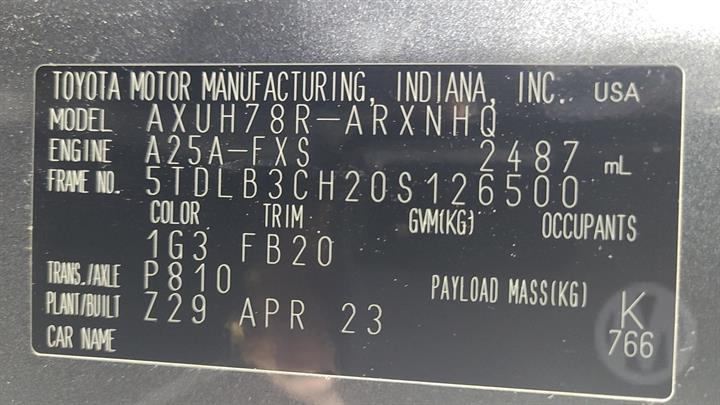 TOYOTA MOTOR MANUFACTURING, INDIANA, INC. USA
MODEL AXUH78R-ARXNHQ
ENGINE A25A-FXS 2487 mL
FRAME NO. 5TDLB3CH20S126500
COLOR TRIM GVM(KG) OCCUPANTS
1G3 FB20
TRANS./AXLE P810 PAYLOAD MASS(KG)
PLANT/BUILT Z29 APR 23 K
CAR NAME 766